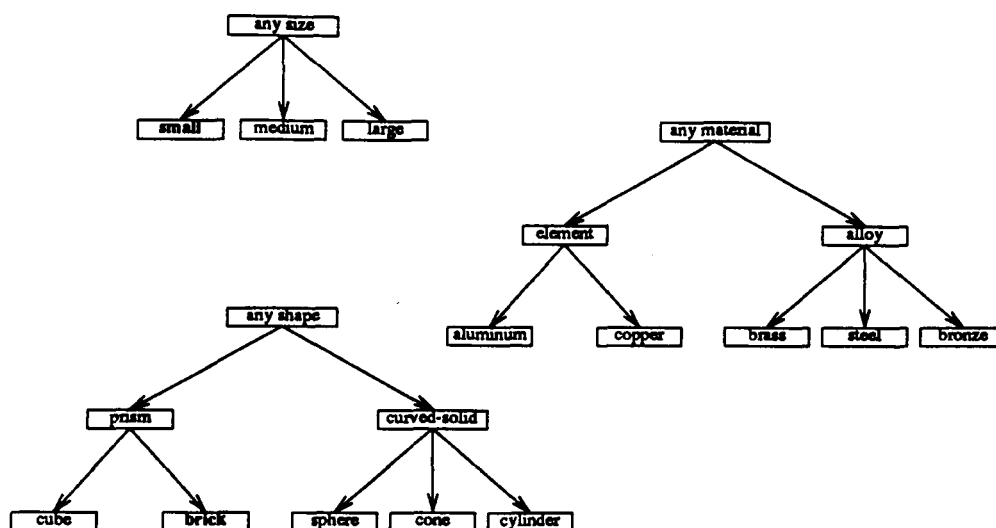 any size
small medium large
any material
element alloy
any shape
aluminum copper brass steel bronze
prism curved-solid
cube brick sphere cone cylinder